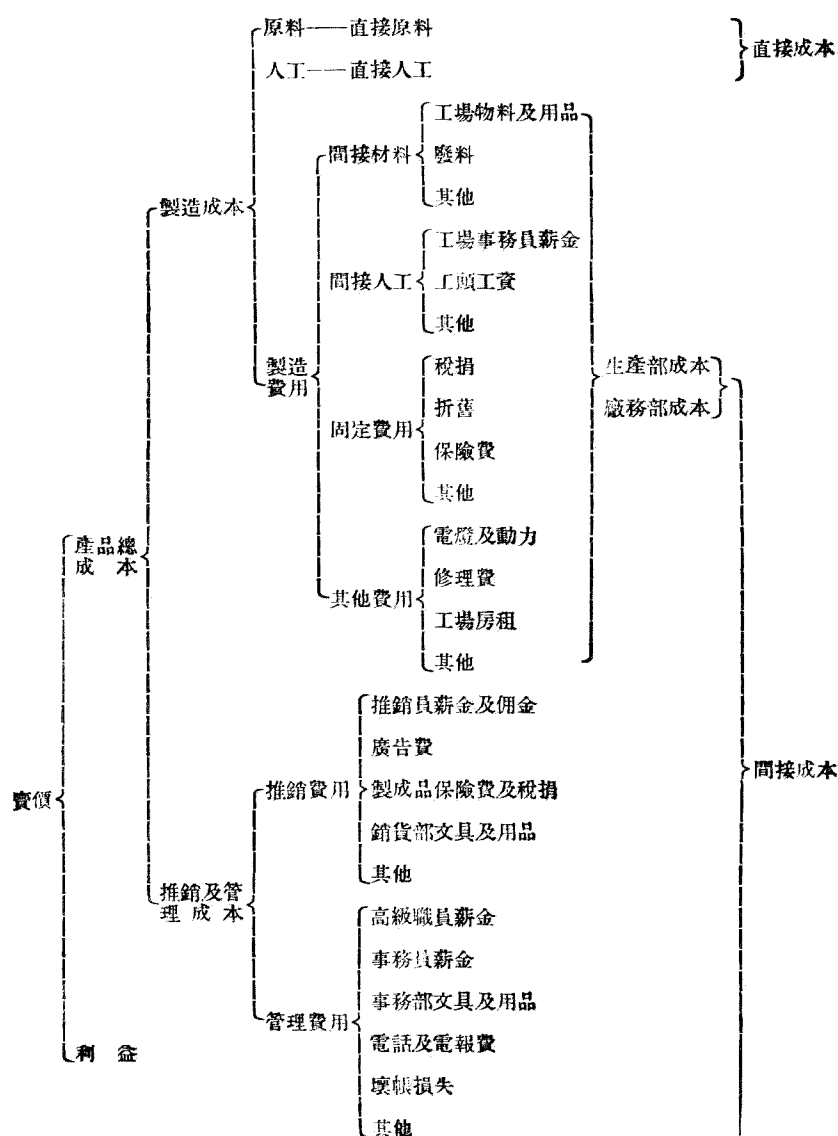 原料——直接原料
直接成本
人工——直接人工
工場物料及用品
間接材料
廢料
其他
製造成本
工場事務員薪金
間接人工
工頭工資
其他
製造
費用
稅捐
生產部成本
折舊
廠務部成本
固定費用
保險費
其他
產品總
成 本
電燈及動力
修理費
其他費用
工場房租
其他
推銷員薪金及佣金
廣告費
間接成本
賣價
推銷費用
製成品保險費及稅捐
銷貨部文具及用品
其他
推銷及管
理成本
高級職員薪金
事務員薪金
事務部文具及用品
管理費用
電話及電報費
利 益
壞帳損失
其他